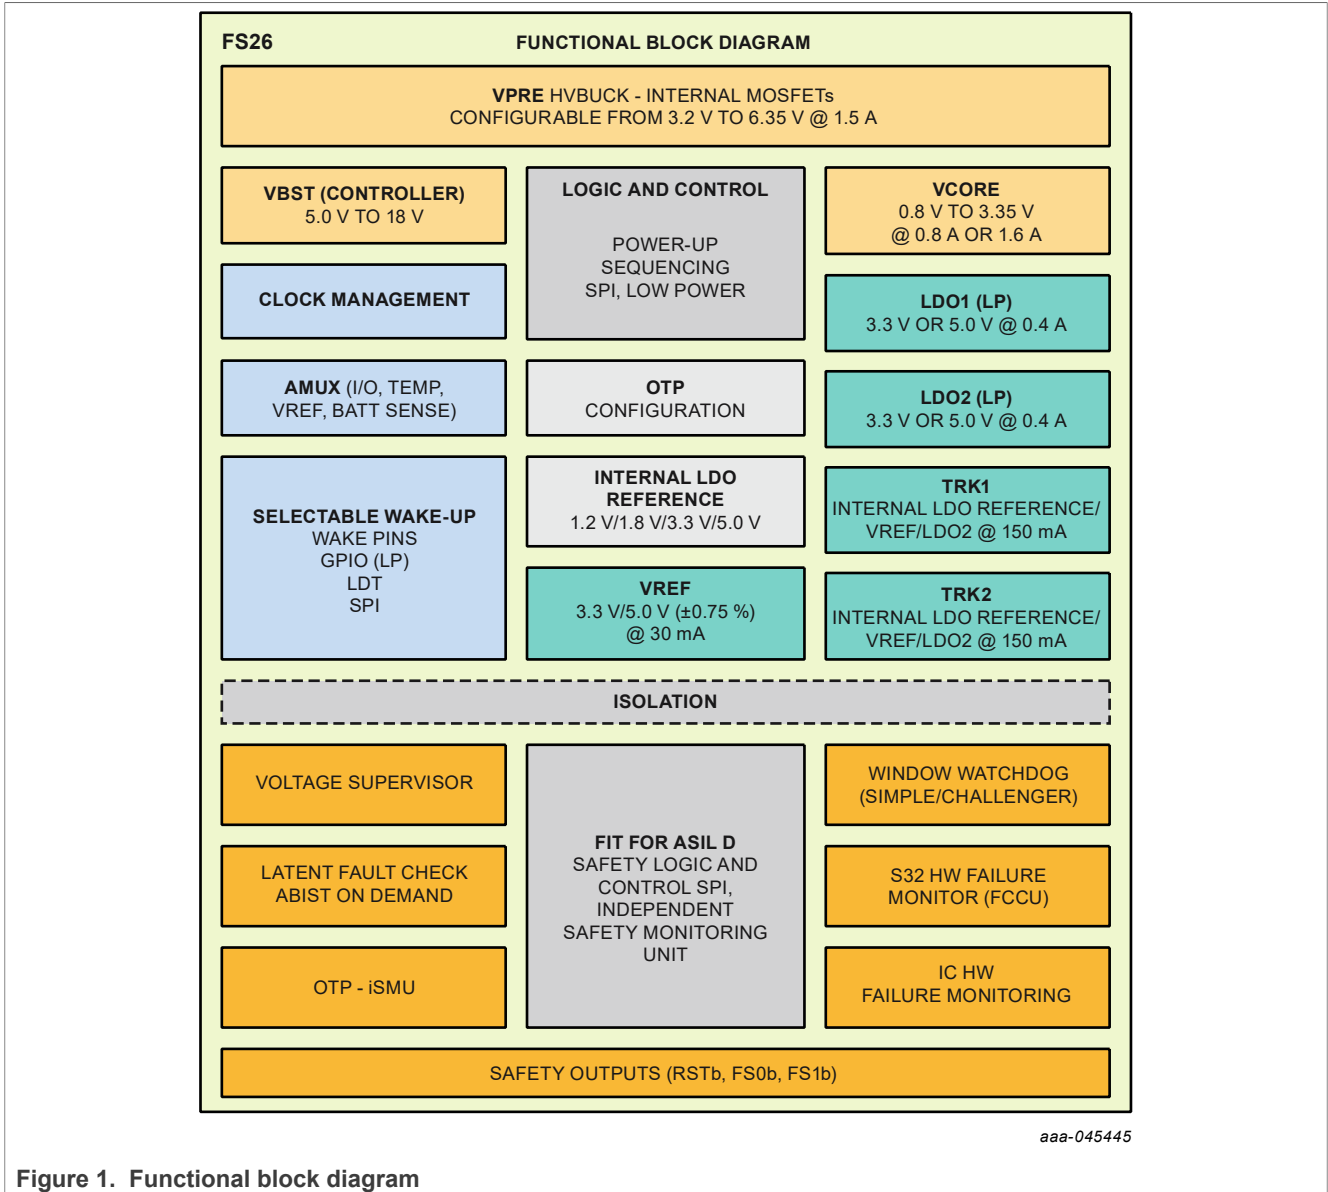 FS26
FUNCTIONAL BLOCK DIAGRAM
VPRE HVBUCK - INTERNAL MOSFETs
CONFIGURABLE FROM 3.2 V TO 6.35 V @ 1.5 A
VBST (CONTROLLER)
5.0 V TO 18 V
LOGIC AND CONTROL
POWER-UP
SEQUENCING
SPI, LOW POWER
VCORE
0.8 V TO 3.35 V
@ 0.8 A OR 1.6 A
CLOCK MANAGEMENT
LDO1 (LP)
3.3 V OR 5.0 V @ 0.4 A
AMUX (I/O, TEMP,
VREF, BATT SENSE)
OTP
CONFIGURATION
LDO2 (LP)
3.3 V OR 5.0 V @ 0.4 A
SELECTABLE WAKE-UP
WAKE PINS
GPIO (LP)
LDT
SPI
INTERNAL LDO
REFERENCE
1.2 V/1.8 V/3.3 V/5.0 V
TRK1
INTERNAL LDO REFERENCE/
VREF/LDO2 @ 150 mA
VREF
3.3 V/5.0 V (±0.75 %)
@ 30 mA
TRK2
INTERNAL LDO REFERENCE/
VREF/LDO2 @ 150 mA
ISOLATION
VOLTAGE SUPERVISOR
FIT FOR ASIL D
SAFETY LOGIC AND
CONTROL SPI,
INDEPENDENT
SAFETY MONITORING
UNIT
WINDOW WATCHDOG
(SIMPLE/CHALLENGER)
LATENT FAULT CHECK
ABIST ON DEMAND
S32 HW FAILURE
MONITOR (FCCU)
OTP - iSMU
IC HW
FAILURE MONITORING
SAFETY OUTPUTS (RSTb, FS0b, FS1b)
aaa-045445
Figure 1. Functional block diagram